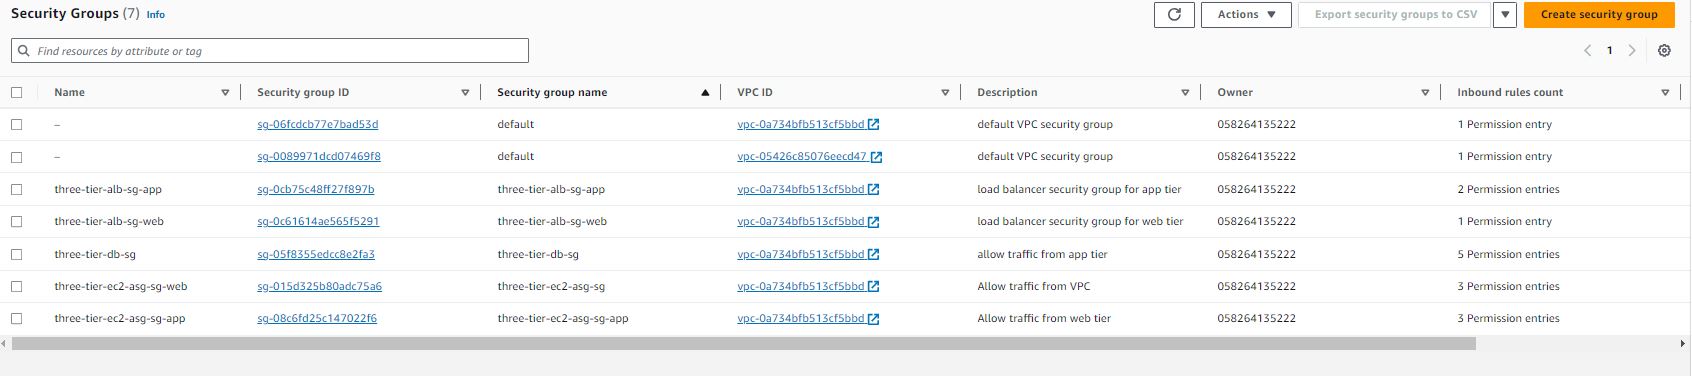 Security Groups (7) Info
Actions
Export security groups to CSV
Create security group
Find resources by attribute or tag
1
Name Security group ID Security group name VPC ID Description Owner Inbound rules count
– sg-06fcdcb77e7bad53d default vpc-0a734bfb513cf5bbd default VPC security group 058264135222 1 Permission entry
– sg-0089971dcd07469f8 default vpc-05426c85076eecd47 default VPC security group 058264135222 1 Permission entry
three-tier-alb-sg-app sg-0cb75c48ff27f897b three-tier-alb-sg-app vpc-0a734bfb513cf5bbd load balancer security group for app tier 058264135222 2 Permission entries
three-tier-alb-sg-web sg-0c61614ae565f5291 three-tier-alb-sg-web vpc-0a734bfb513cf5bbd load balancer security group for web tier 058264135222 1 Permission entry
three-tier-db-sg sg-05f8355edcc8e2fa3 three-tier-db-sg vpc-0a734bfb513cf5bbd allow traffic from app tier 058264135222 5 Permission entries
three-tier-ec2-asg-sg-web sg-015d325b80adc75a6 three-tier-ec2-asg-sg vpc-0a734bfb513cf5bbd Allow traffic from VPC 058264135222 3 Permission entries
three-tier-ec2-asg-sg-app sg-08c6fd25c147022f6 three-tier-ec2-asg-sg-app vpc-0a734bfb513cf5bbd Allow traffic from web tier 058264135222 3 Permission entries